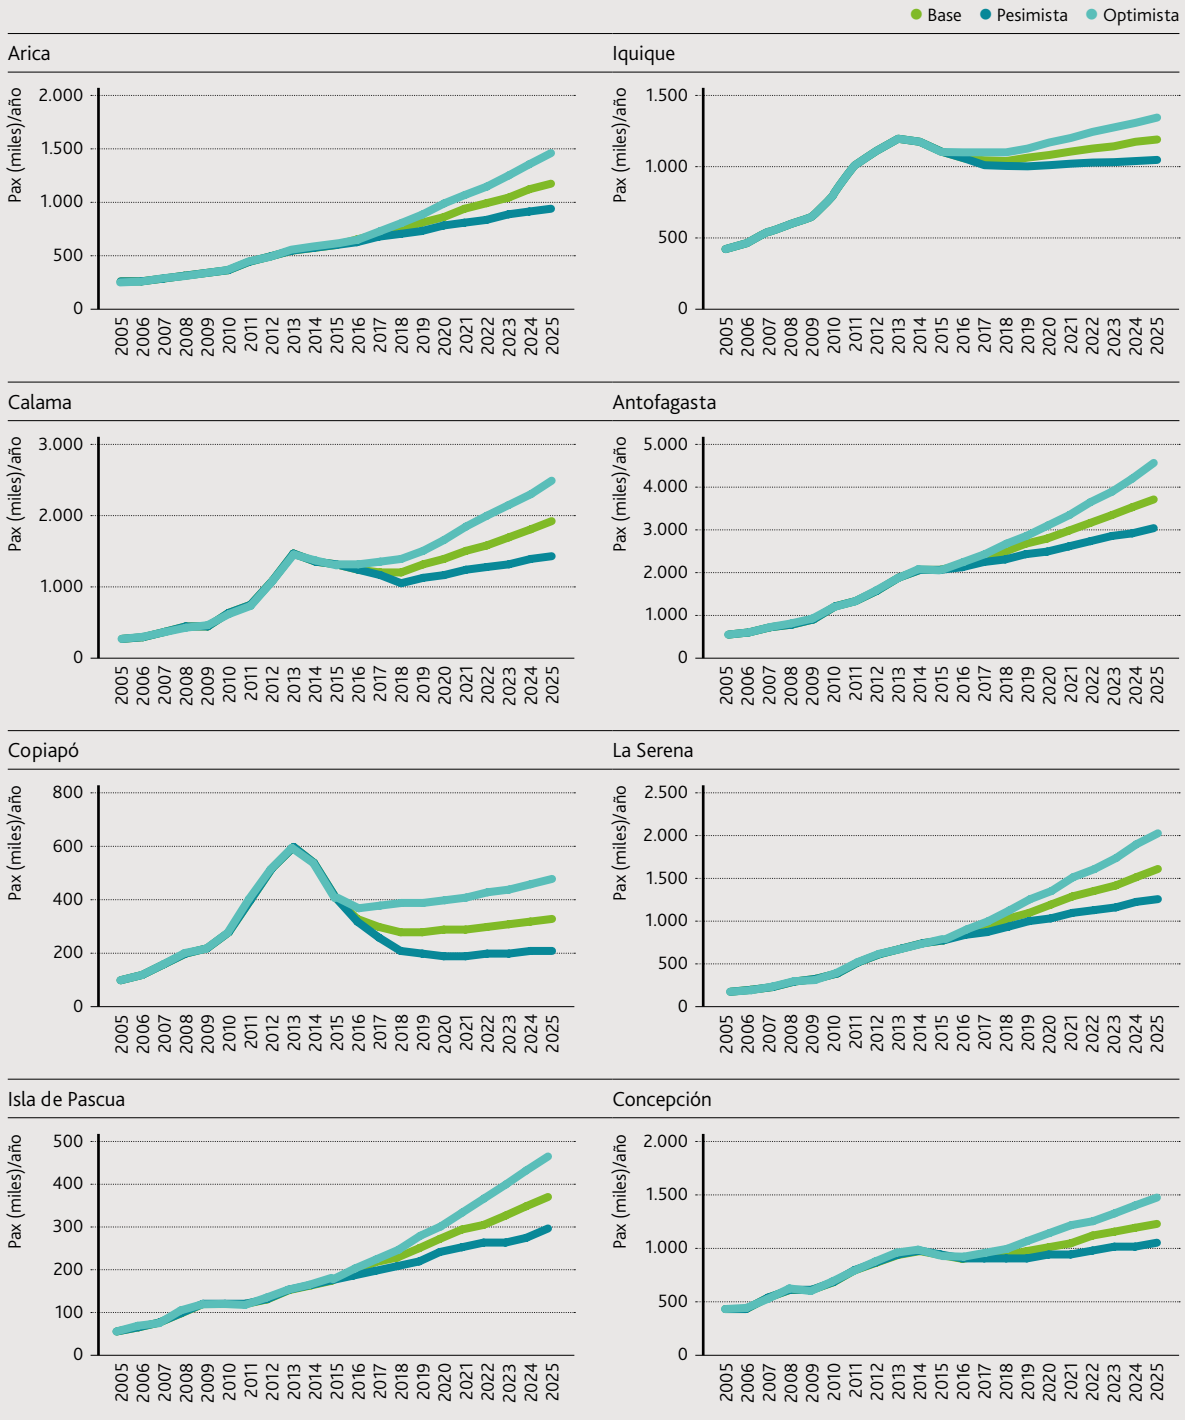 Base Pesimista Optimista
Arica
Pax (miles)/año
2.000
1.500
1.000
500
0
2005 2006 2007 2008 2009 2010 2011 2012 2013 2014 2015 2016 2017 2018 2019 2020 2021 2022 2023 2024 2025
Iquique
Pax (miles)/año
1.500
1.000
500
0
2005 2006 2007 2008 2009 2010 2011 2012 2013 2014 2015 2016 2017 2018 2019 2020 2021 2022 2023 2024 2025
Calama
Pax (miles)/año
3.000
2.000
1.000
0
2005 2006 2007 2008 2009 2010 2011 2012 2013 2014 2015 2016 2017 2018 2019 2020 2021 2022 2023 2024 2025
Antofagasta
Pax (miles)/año
5.000
4.000
3.000
2.000
1.000
0
2005 2006 2007 2008 2009 2010 2011 2012 2013 2014 2015 2016 2017 2018 2019 2020 2021 2022 2023 2024 2025
Copiapó
Pax (miles)/año
800
600
400
200
0
2005 2006 2007 2008 2009 2010 2011 2012 2013 2014 2015 2016 2017 2018 2019 2020 2021 2022 2023 2024 2025
La Serena
Pax (miles)/año
2.500
2.000
1.500
1.000
500
0
2005 2006 2007 2008 2009 2010 2011 2012 2013 2014 2015 2016 2017 2018 2019 2020 2021 2022 2023 2024 2025
Isla de Pascua
Pax (miles)/año
500
400
300
200
100
0
2005 2006 2007 2008 2009 2010 2011 2012 2013 2014 2015 2016 2017 2018 2019 2020 2021 2022 2023 2024 2025
Concepción
Pax (miles)/año
2.000
1.500
1.000
500
0
2005 2006 2007 2008 2009 2010 2011 2012 2013 2014 2015 2016 2017 2018 2019 2020 2021 2022 2023 2024 2025